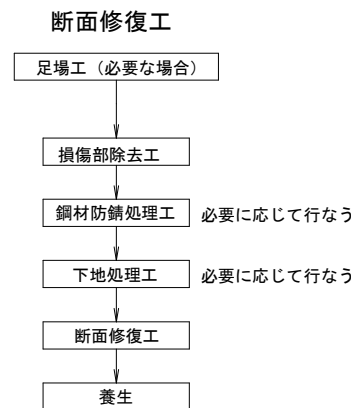 断面修復工
足場工（必要な場合）
損傷部除去工
鋼材防錆処理工 必要に応じて行なう
下地処理工 必要に応じて行なう
断面修復工
養生